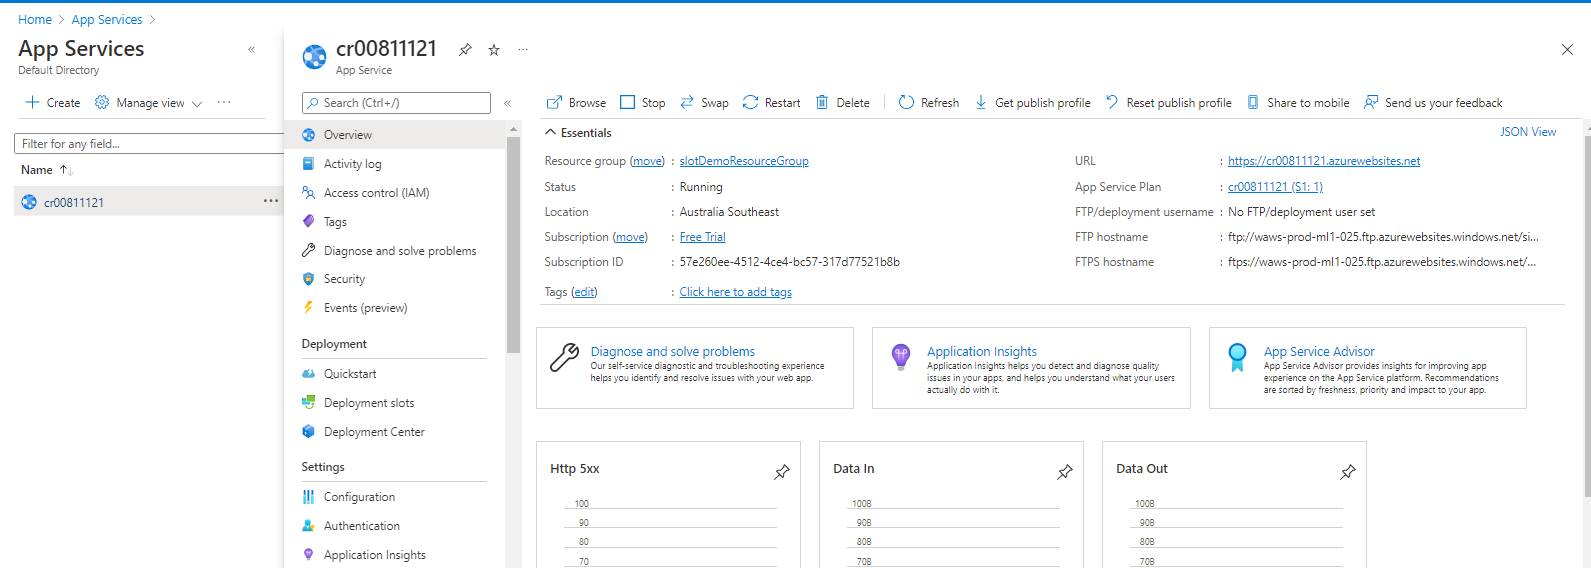 Home > App Services >
App Services
Default Directory
Create
Manage view
Filter for any field...
Name
cr00811121
cr00811121
App Service
Search (Ctrl+/)
Overview
Activity log
Access control (IAM)
Tags
Diagnose and solve problems
Security
Events (preview)
Deployment
Quickstart
Deployment slots
Deployment Center
Settings
Configuration
Authentication
Application Insights
Browse Stop Swap Restart Delete Refresh Get publish profile Reset publish profile Share to mobile Send us your feedback
Essentials
JSON View
Resource group (move) : slotDemoResourceGroup
Status : Running
Location : Australia Southeast
Subscription (move) : Free Trial
Subscription ID : 57e260ee-4512-4ce4-bc57-317d77521b8b
Tags (edit) : Click here to add tags
URL : https://cr00811121.azurewebsites.net
App Service Plan : cr00811121 (S1: 1)
FTP/deployment username : No FTP/deployment user set
FTP hostname : ftp://waws-prod-ml1-025.ftp.azurewebsites.windows.net/si...
FTPS hostname : ftps://waws-prod-ml1-025.ftp.azurewebsites.windows.net/...
Diagnose and solve problems
Our self-service diagnostic and troubleshooting experience
helps you identify and resolve issues with your web app.
Application Insights
Application Insights helps you detect and diagnose quality
issues in your apps, and helps you understand what your users
actually do with it.
App Service Advisor
App Service Advisor provides insights for improving app
experience on the App Service platform. Recommendations
are sorted by freshness, priority and impact to your app.
Http 5xx
100
90
80
70
Data In
100B
90B
80B
70B
Data Out
100B
90B
80B
70B